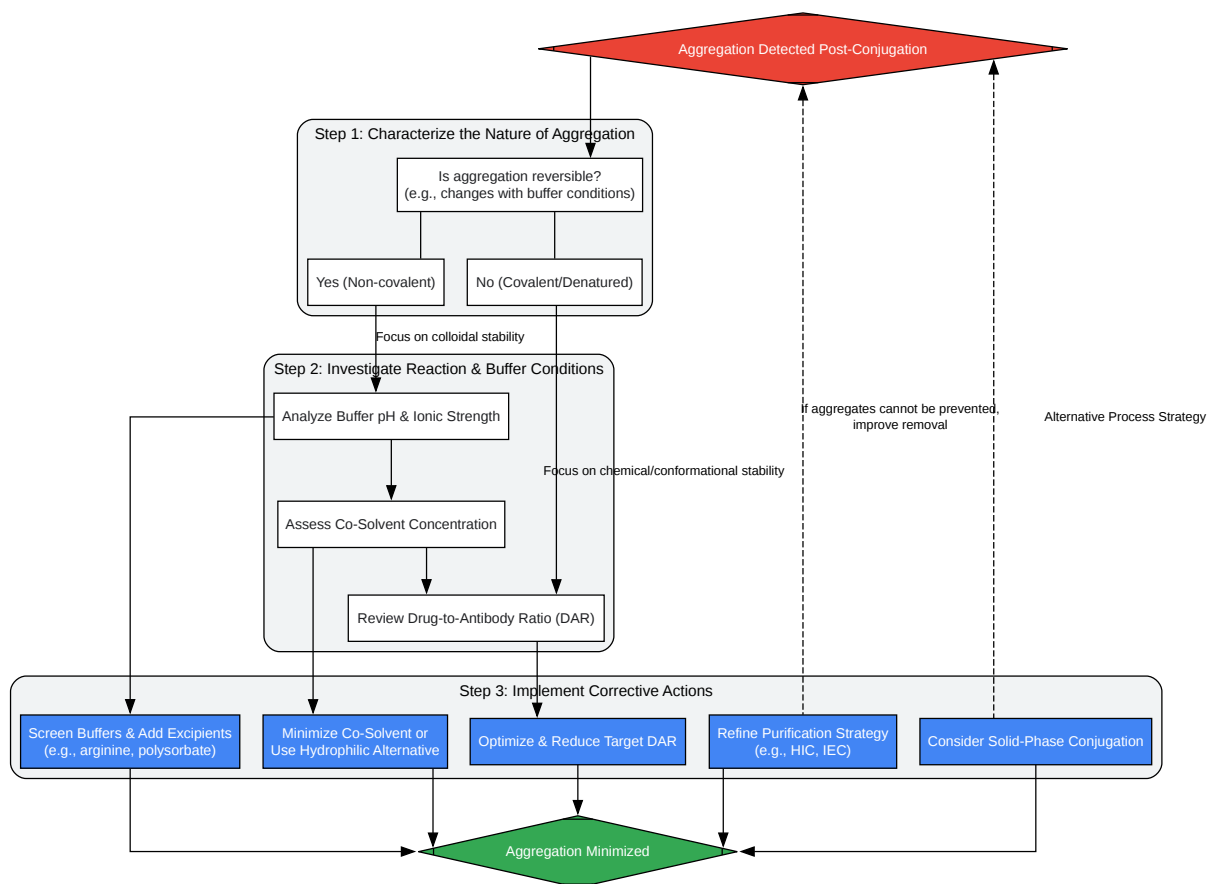 Aggregation Detected Post-Conjugation
Step 1: Characterize the Nature of Aggregation
Is aggregation reversible?
(e.g., changes with buffer conditions)
Yes (Non-covalent)
No (Covalent/Denatured)
Focus on colloidal stability
Step 2: Investigate Reaction & Buffer Conditions
Analyze Buffer pH & Ionic Strength
If aggregates cannot be prevented,
improve removal
Alternative Process Strategy
Focus on chemical/conformational stability
Assess Co-Solvent Concentration
Review Drug-to-Antibody Ratio (DAR)
Step 3: Implement Corrective Actions
Screen Buffers & Add Excipients
(e.g., arginine, polysorbate)
Minimize Co-Solvent or
Use Hydrophilic Alternative
Optimize & Reduce Target DAR
Refine Purification Strategy
(e.g., HIC, IEC)
Consider Solid-Phase Conjugation
Aggregation Minimized